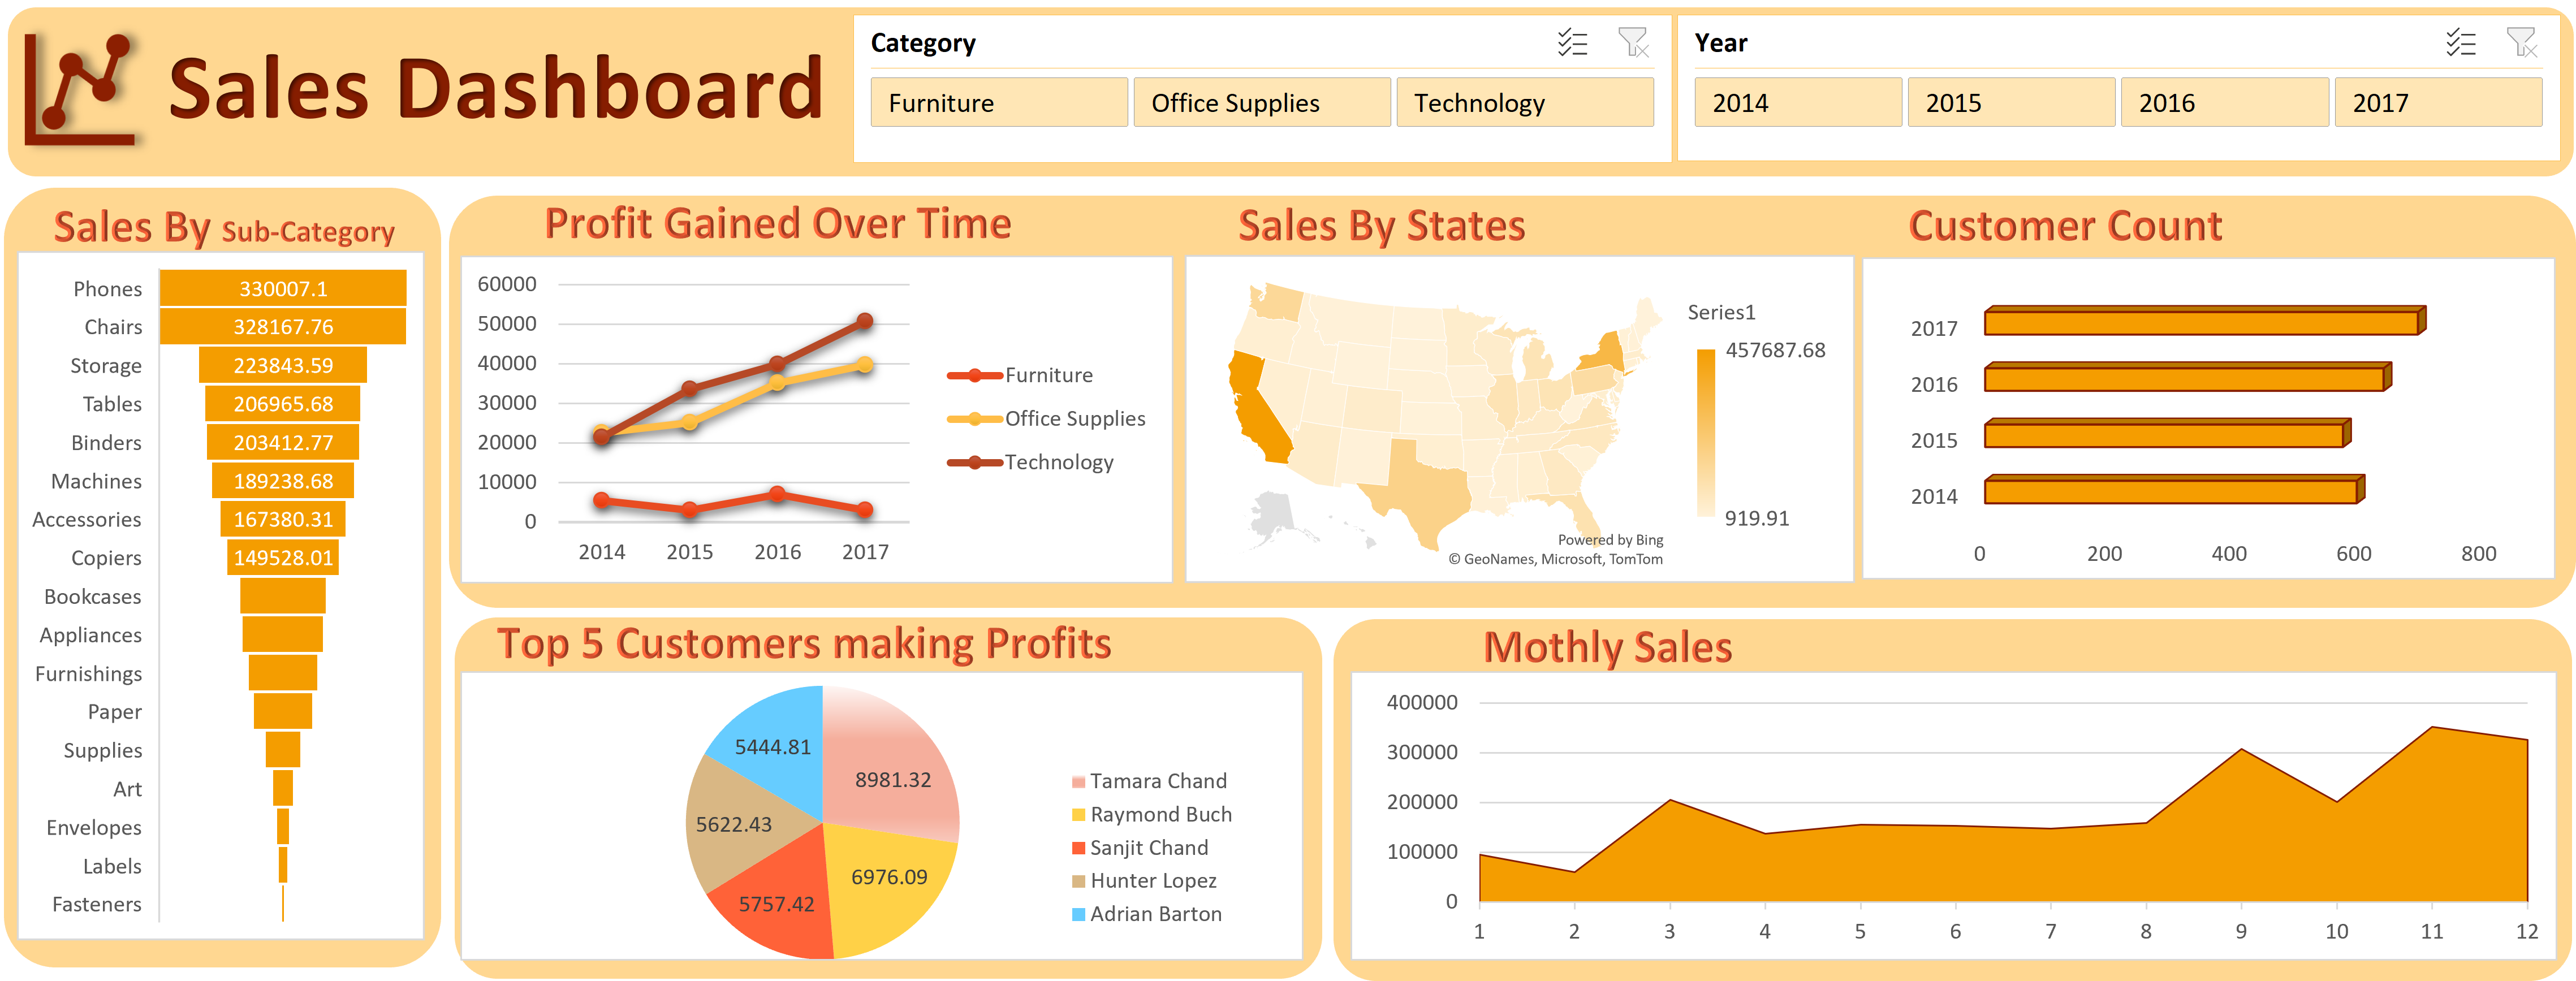 Sales Dashboard
Category
Furniture
Office Supplies
Technology
Year
2014
2015
2016
2017
Sales By Sub-Category
Phones 330007.1
Chairs 328167.76
Storage 223843.59
Tables 206965.68
Binders 203412.77
Machines 189238.68
Accessories 167380.31
Copiers 149528.01
Bookcases
Appliances
Furnishings
Paper
Supplies
Art
Envelopes
Labels
Fasteners
Profit Gained Over Time
60000
50000
40000
30000
20000
10000
0
2014 2015 2016 2017
Furniture
Office Supplies
Technology
Sales By States
Series1
457687.68
919.91
Powered by Bing
© GeoNames, Microsoft, TomTom
Customer Count
2017
2016
2015
2014
0 200 400 600 800
Top 5 Customers making Profits
5444.81
8981.32
5622.43
6976.09
5757.42
Tamara Chand
Raymond Buch
Sanjit Chand
Hunter Lopez
Adrian Barton
Mothly Sales
400000
300000
200000
100000
0
1 2 3 4 5 6 7 8 9 10 11 12